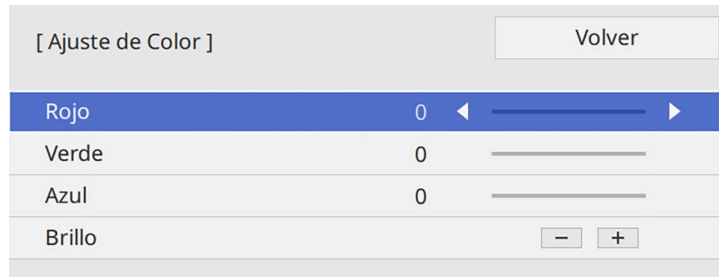 [ Ajuste de Color ] Volver
Rojo 0
Verde 0
Azul 0
Brillo − +